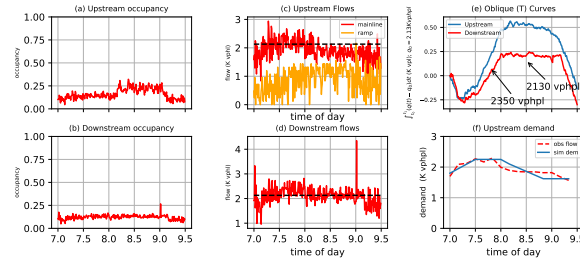 (a) Upstream occupancy
occupancy
1.00
0.75
0.50
0.25
0.00
(b) Downstream occupancy
occupancy
1.00
0.75
0.50
0.25
0.00
7.0 7.5 8.0 8.5 9.0 9.5
time of day
(c) Upstream Flows
flow (K vphl)
3
2
1
0
mainline
ramp
time of day
(d) Downstream flows
flow (K vphl)
4
3
2
1
7.0 7.5 8.0 8.5 9.0 9.5
time of day
(e) Oblique (T) Curves
0.50
0.25
0.00
−0.25
Upstream
Downstream
2130 vphpl
2350 vphpl
time of day
(f) Upstream demand
demand (K vphpl)
3
2
1
0
obs flow
sim dem
7.0 7.5 8.0 8.5 9.0 9.5
time of day